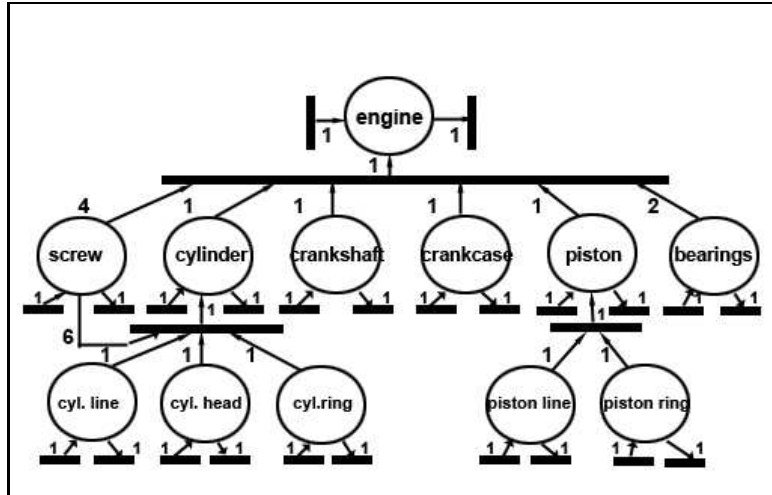 engine
1 1
1
4 1 1 1 1 2
screw cylinder crankshaft crankcase piston bearings
1 1 1 1 1 1 1 1 1 1 1 1
1 1
6 1 1 1 1 1
cyl. line cyl. head cyl.ring piston line piston ring
1 1 1 1 1 1 1 1 1 1